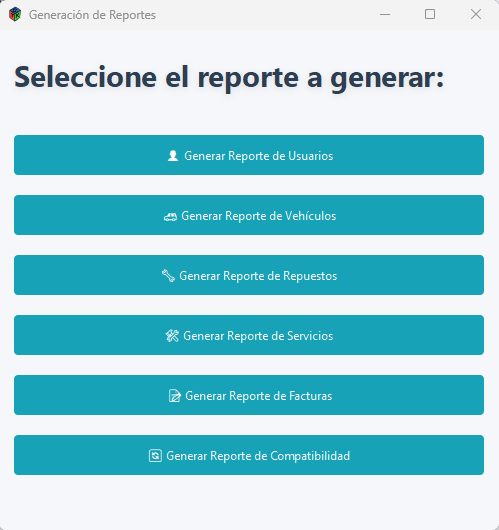 Generación de Reportes
Seleccione el reporte a generar:
Generar Reporte de Usuarios
Generar Reporte de Vehículos
Generar Reporte de Repuestos
Generar Reporte de Servicios
Generar Reporte de Facturas
Generar Reporte de Compatibilidad